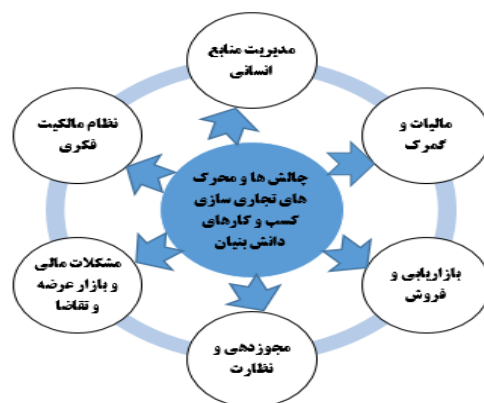 مدیریت منابع
انسانی
مالیات و
گمرک
بازاریابی و
فروش
مجوزدهی و
نظارت
مشکلات مالی
و بازار عرضه
و تقاضا
نظام مالکیت
فکری
چالش ها و محرک
های تجاری سازی
کسب و کارهای
دانش بنیان